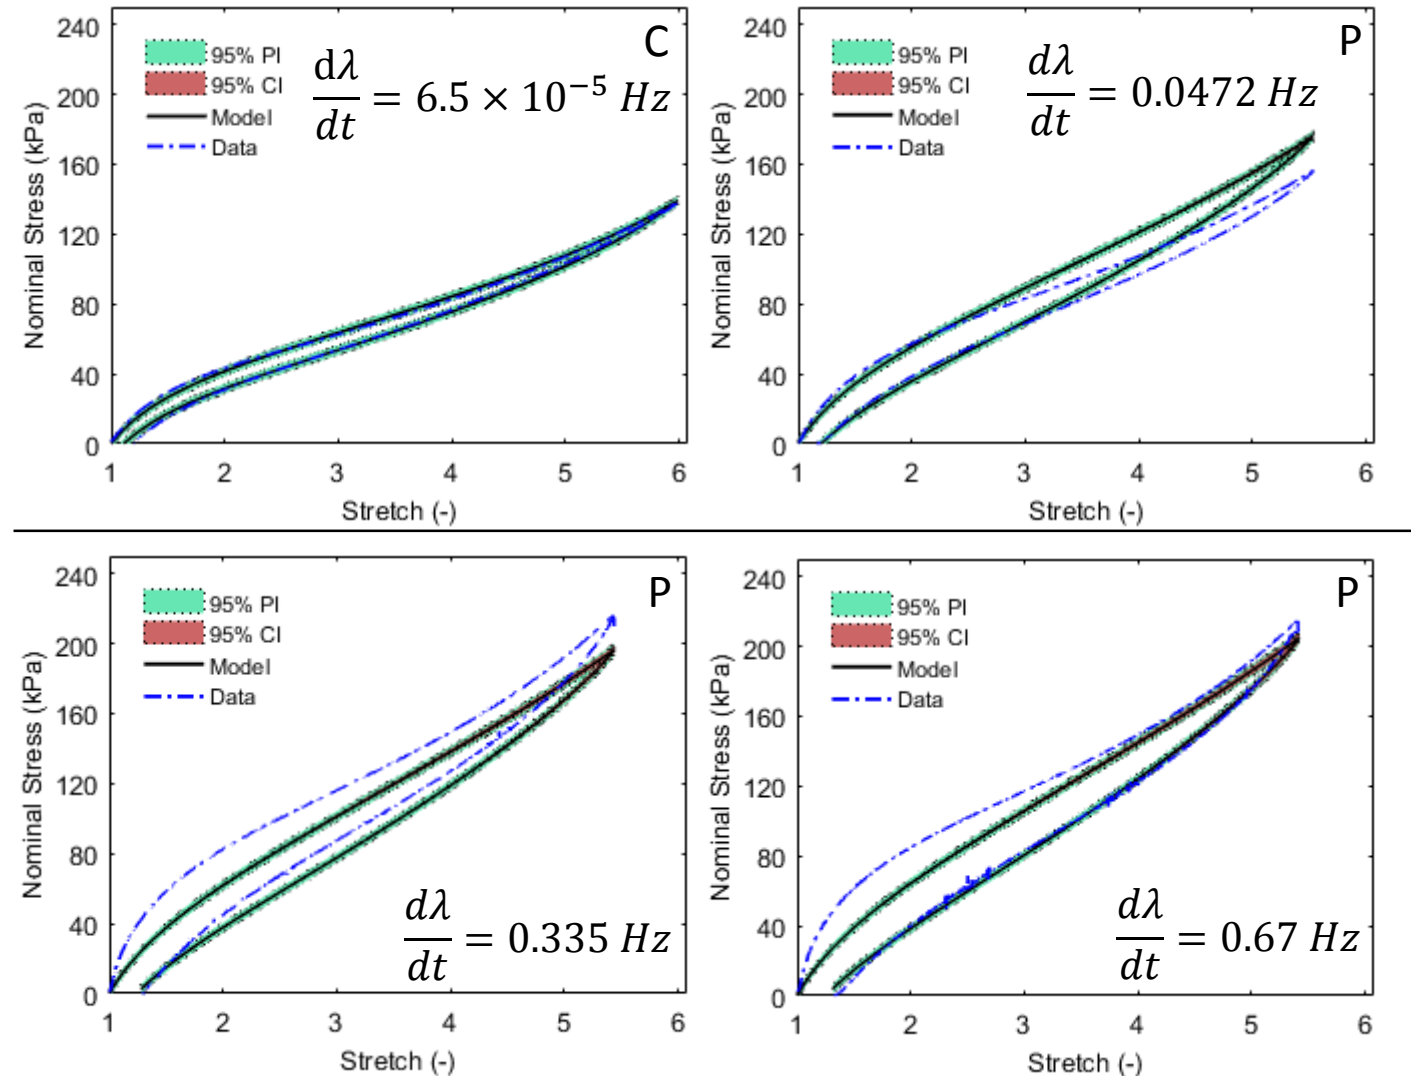 C
95% PI
95% CI
Model
Data
dλ/dt = 6.5 × 10⁻⁵ Hz
240
200
160
120
80
40
0
Nominal Stress (kPa)
1 2 3 4 5 6
Stretch (-)
P
95% PI
95% CI
Model
Data
dλ/dt = 0.0472 Hz
240
200
160
120
80
40
0
Nominal Stress (kPa)
1 2 3 4 5 6
Stretch (-)
P
95% PI
95% CI
Model
Data
dλ/dt = 0.335 Hz
240
200
160
120
80
40
0
Nominal Stress (kPa)
1 2 3 4 5 6
Stretch (-)
P
95% PI
95% CI
Model
Data
dλ/dt = 0.67 Hz
240
200
160
120
80
40
0
Nominal Stress (kPa)
1 2 3 4 5 6
Stretch (-)